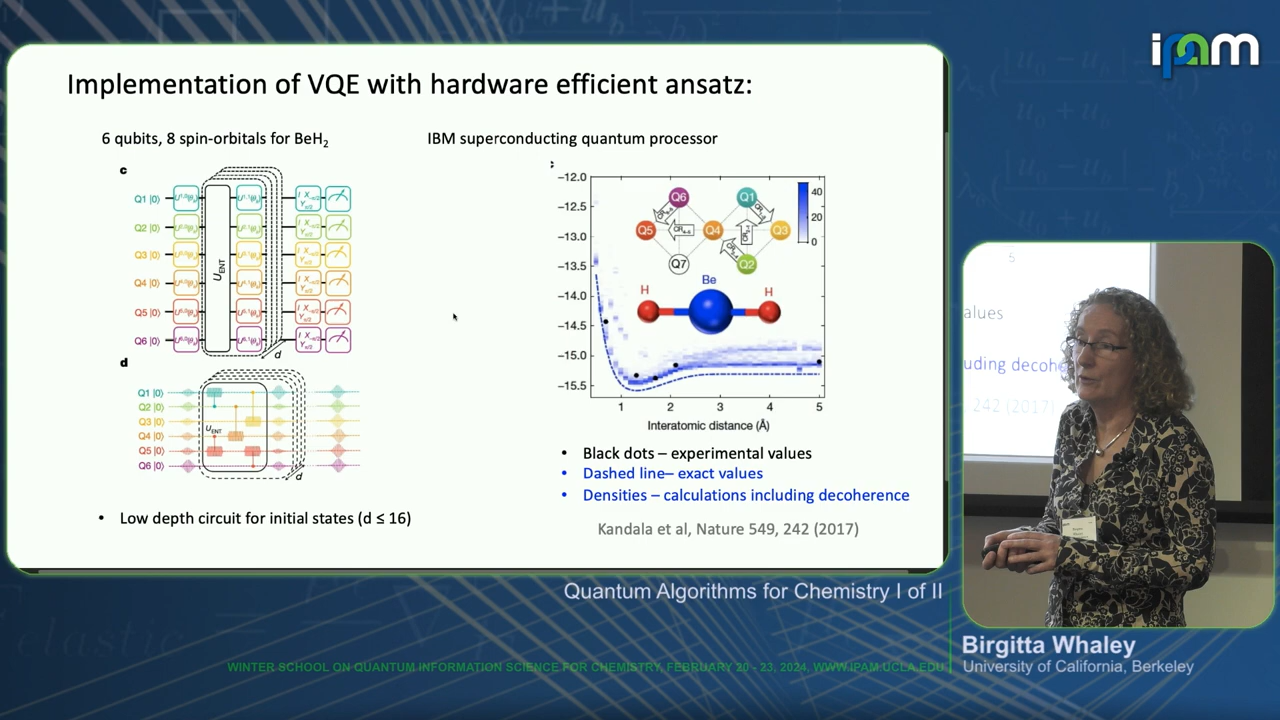 ipam
Implementation of VQE with hardware efficient ansatz:
6 qubits, 8 spin-orbitals for BeH₂
IBM superconducting quantum processor
c
Q1 |0⟩
Q2 |0⟩
Q3 |0⟩
Q4 |0⟩
Q5 |0⟩
Q6 |0⟩
U_ENT
d
d
Q1 |0⟩
Q2 |0⟩
Q3 |0⟩
Q4 |0⟩
Q5 |0⟩
Q6 |0⟩
U_ENT
d
• Low depth circuit for initial states (d ≤ 16)
−12.0
−12.5
−13.0
−13.5
−14.0
−14.5
−15.0
−15.5
Q6
Q1
Q5
Q4
Q3
Q7
Q2
40
20
0
H
Be
H
1
2
3
4
5
Interatomic distance (Å)
• Black dots – experimental values
• Dashed line– exact values
• Densities – calculations including decoherence
Kandala et al, Nature 549, 242 (2017)
5
alues
uding decohe
242 (2017)
Quantum Algorithms for Chemistry I of II
Birgitta Whaley
University of California, Berkeley
WINTER SCHOOL ON QUANTUM INFORMATION SCIENCE FOR CHEMISTRY, FEBRUARY 20 - 23, 2024, WWW.IPAM.UCLA.EDU
elastic